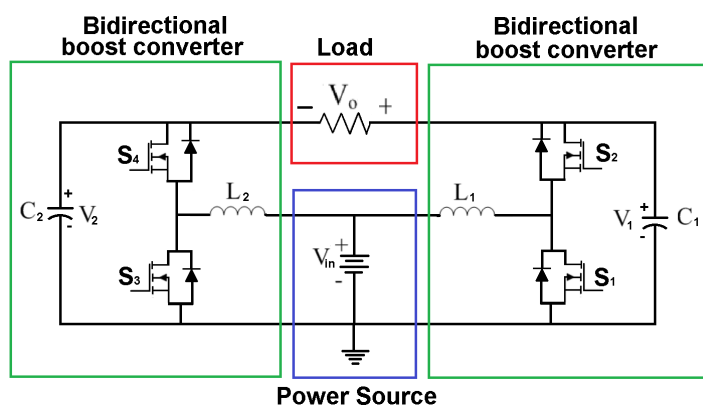 Bidirectional
boost converter
Load
Bidirectional
boost converter
− Vo +
S4
S2
L2
L1
C2
+
V2
-
Vin
+
-
V1
+
-
C1
S3
S1
Power Source